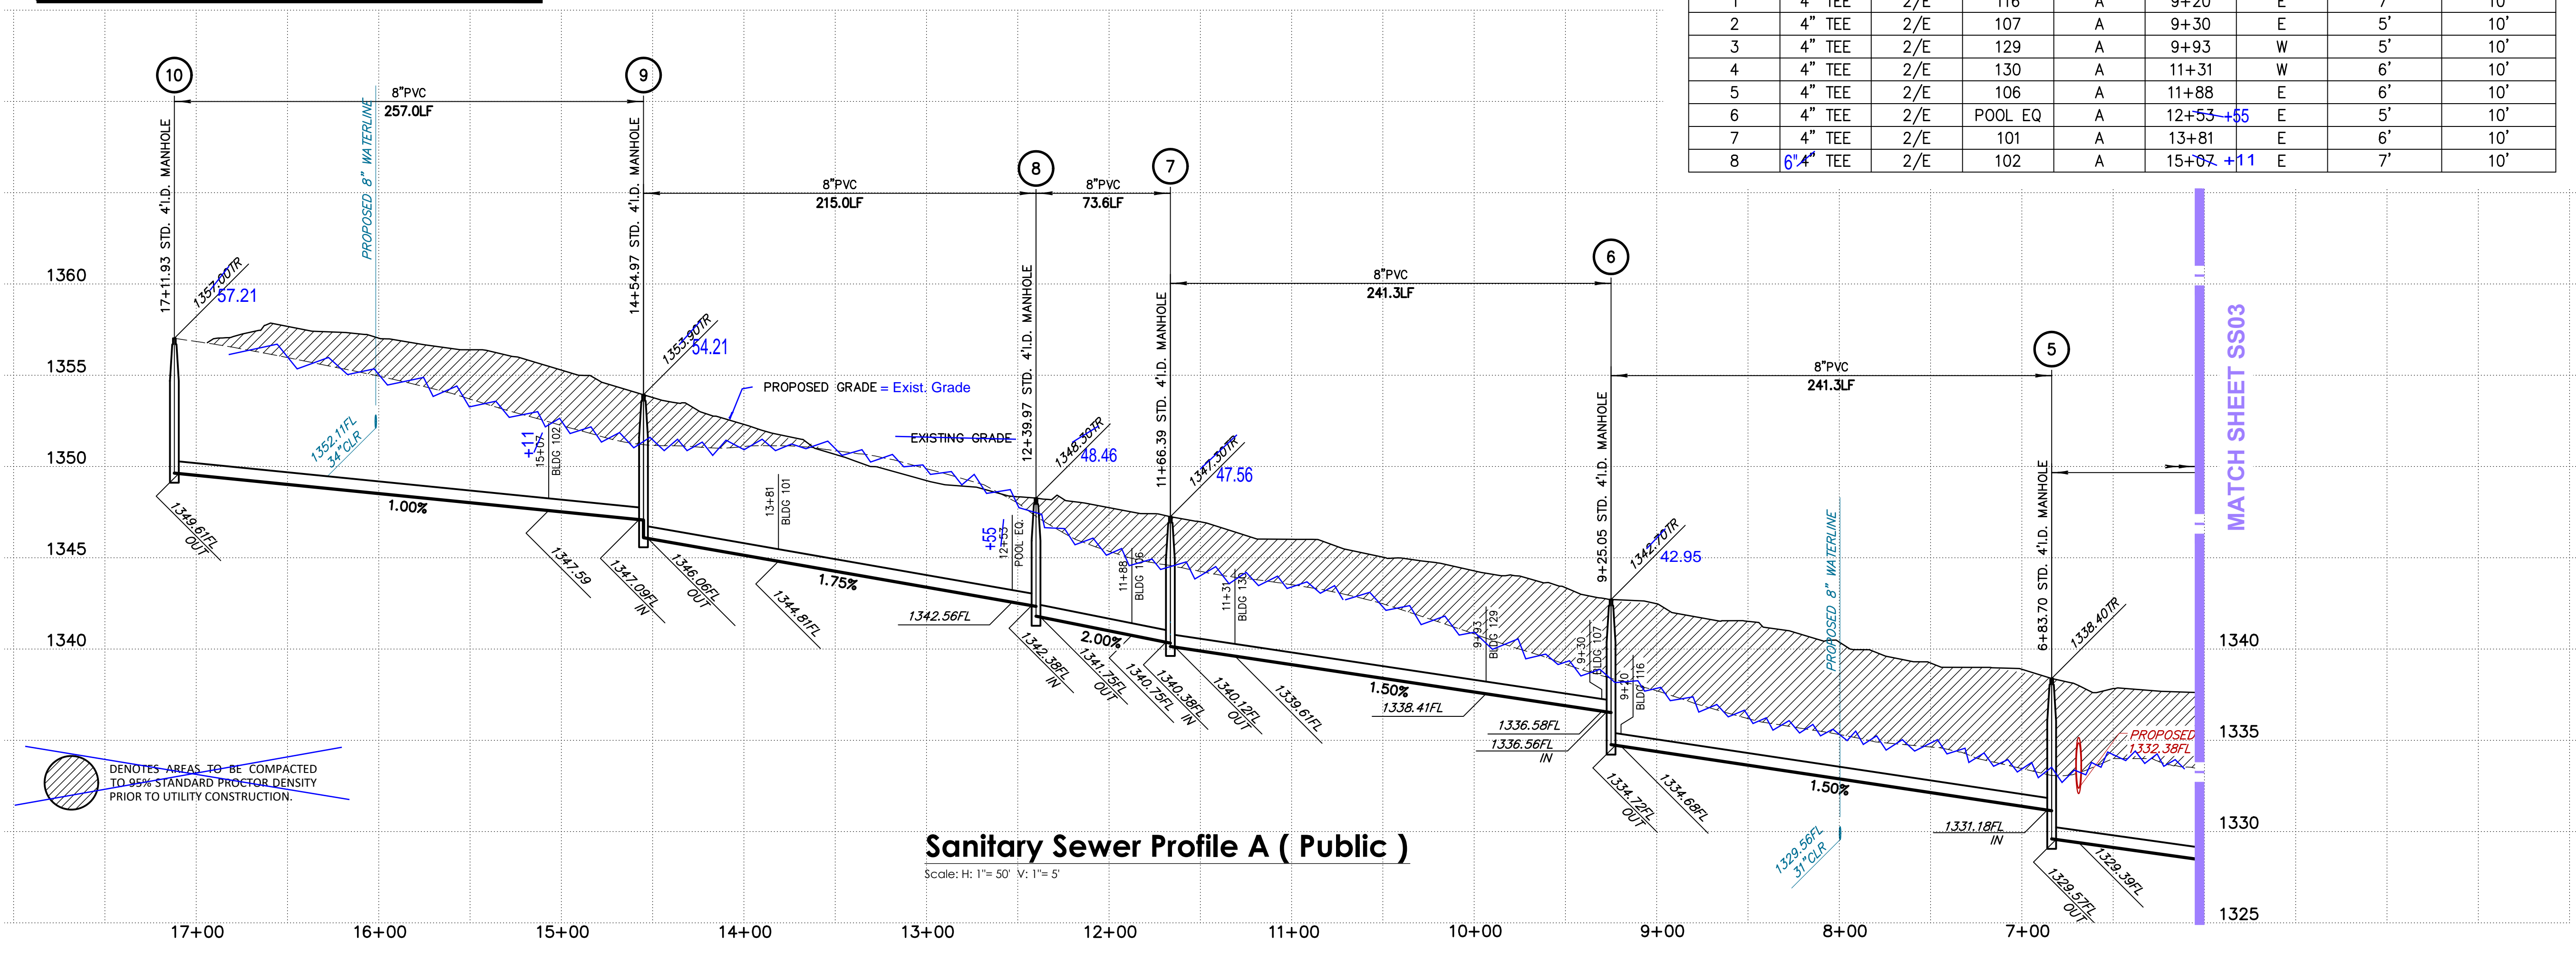 1 4" TEE 2/E 116 A 9+20 E 7' 10'
2 4" TEE 2/E 107 A 9+30 E 5' 10'
3 4" TEE 2/E 129 A 9+93 W 5' 10'
4 4" TEE 2/E 130 A 11+31 W 6' 10'
5 4" TEE 2/E 106 A 11+88 E 6' 10'
6 4" TEE 2/E POOL EQ A 12+53 +55 E 5' 10'
7 4" TEE 2/E 101 A 13+81 E 6' 10'
8 6" 4" TEE 2/E 102 A 15+07 +11 E 7' 10'
10
9
8
7
6
5
8"PVC
257.0LF
8"PVC
215.0LF
8"PVC
73.6LF
8"PVC
241.3LF
8"PVC
241.3LF
17+11.93 STD. 4'I.D. MANHOLE
PROPOSED 8" WATERLINE
14+54.97 STD. 4'I.D. MANHOLE
12+39.97 STD. 4'I.D. MANHOLE
11+66.39 STD. 4'I.D. MANHOLE
9+25.05 STD. 4'I.D. MANHOLE
PROPOSED 8" WATERLINE
6+83.70 STD. 4'I.D. MANHOLE
MATCH SHEET SS03
1360
1355
1350
1345
1340
1357.00TR
57.21
1353.90TR
54.21
PROPOSED GRADE = Exist. Grade
EXISTING GRADE
1348.30TR
48.46
1347.30TR
47.56
1342.70TR
42.95
1338.40TR
1352.11FL
34"CLR
+11
15+07
BLDG 102
13+81
BLDG 101
+55
12+53
POOL EQ.
11+88
BLDG 106
11+31
BLDG 130
9+93
BLDG 129
9+30
BLDG 107
9+20
BLDG 116
1.00%
1.75%
2.00%
1.50%
1.50%
1349.61FL
OUT
1347.59
1347.09FL
IN
1346.06FL
OUT
1344.81FL
1342.56FL
1342.38FL
IN
1341.75FL
OUT
1340.75FL
1340.38FL
IN
1340.12FL
OUT
1339.61FL
1338.41FL
1336.58FL
1336.56FL
IN
1334.72FL
OUT
1334.68FL
1329.56FL
31"CLR
1331.18FL
IN
1329.57FL
OUT
1329.39FL
PROPOSED
1332.38FL
1340
1335
1330
1325
DENOTES AREAS TO BE COMPACTED
TO 95% STANDARD PROCTOR DENSITY
PRIOR TO UTILITY CONSTRUCTION.
Sanitary Sewer Profile A ( Public )
Scale: H: 1"= 50' V: 1"= 5'
17+00 16+00 15+00 14+00 13+00 12+00 11+00 10+00 9+00 8+00 7+00